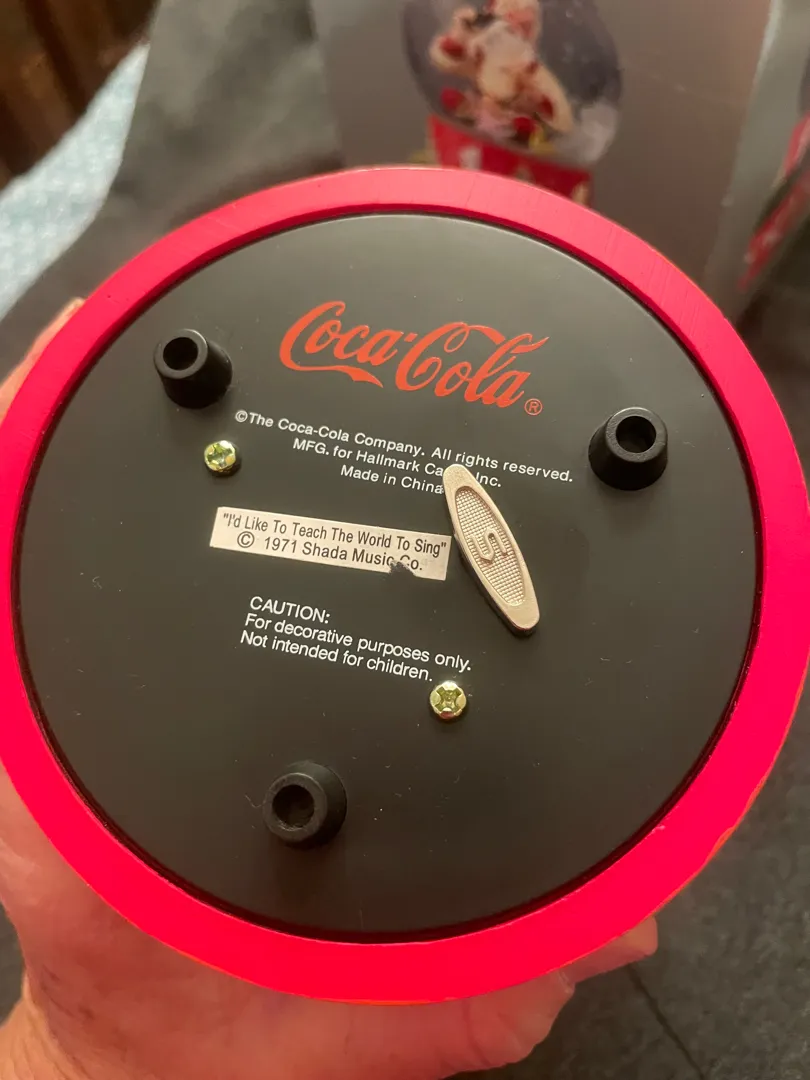 Coca-Cola®
©The Coca-Cola Company. All rights reserved.
MFG. for Hallmark Inc.
Made in China
"I'd Like To Teach The World To Sing"
© 1971 Shada Music Co.
S
CAUTION:
For decorative purposes only.
Not intended for children.